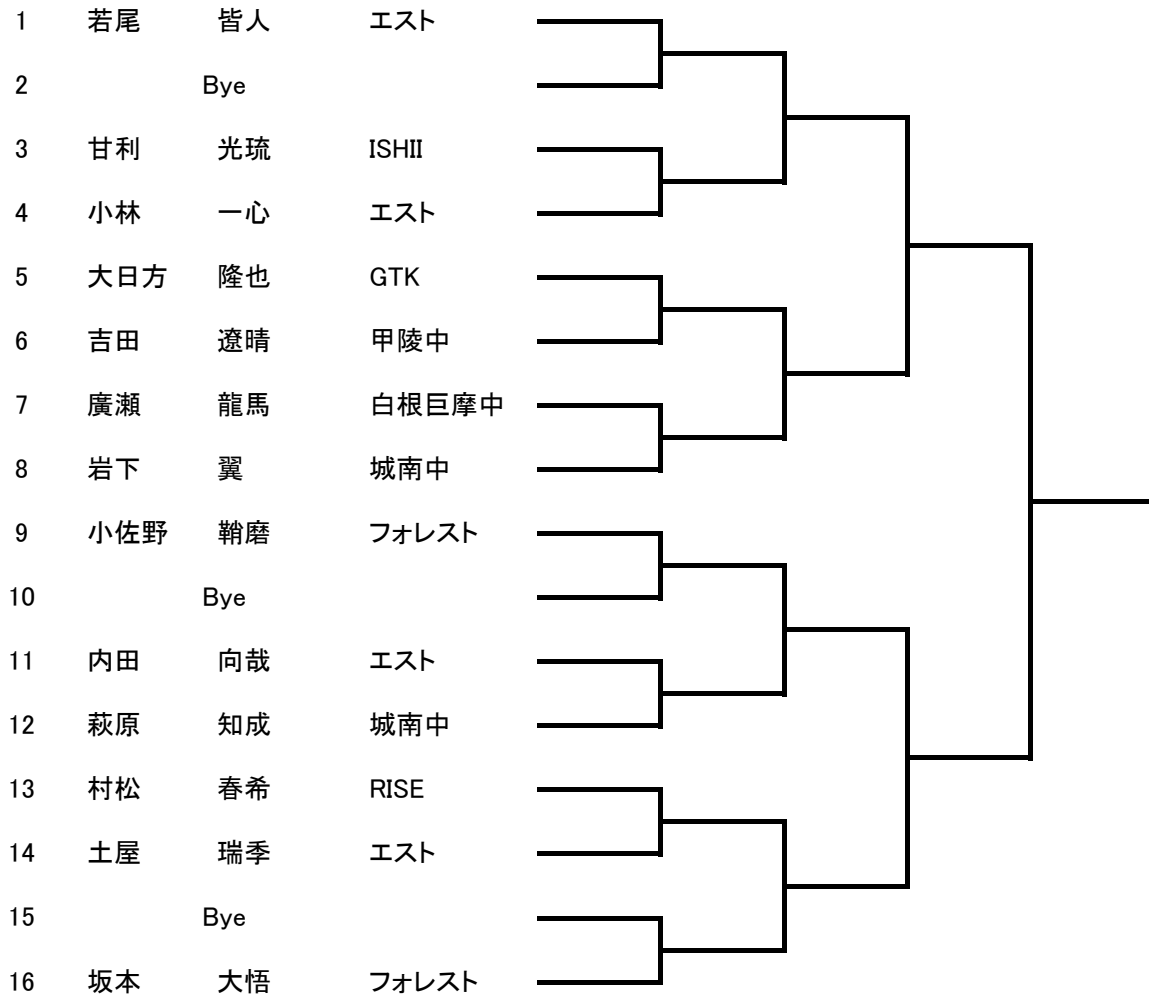 1 若尾 皆人 エスト
2 Bye
3 甘利 光琉 ISHII
4 小林 一心 エスト
5 大日方 隆也 GTK
6 吉田 遼晴 甲陵中
7 廣瀬 龍馬 白根巨摩中
8 岩下 翼 城南中
9 小佐野 鞘磨 フォレスト
10 Bye
11 内田 向哉 エスト
12 萩原 知成 城南中
13 村松 春希 RISE
14 土屋 瑞季 エスト
15 Bye
16 坂本 大悟 フォレスト